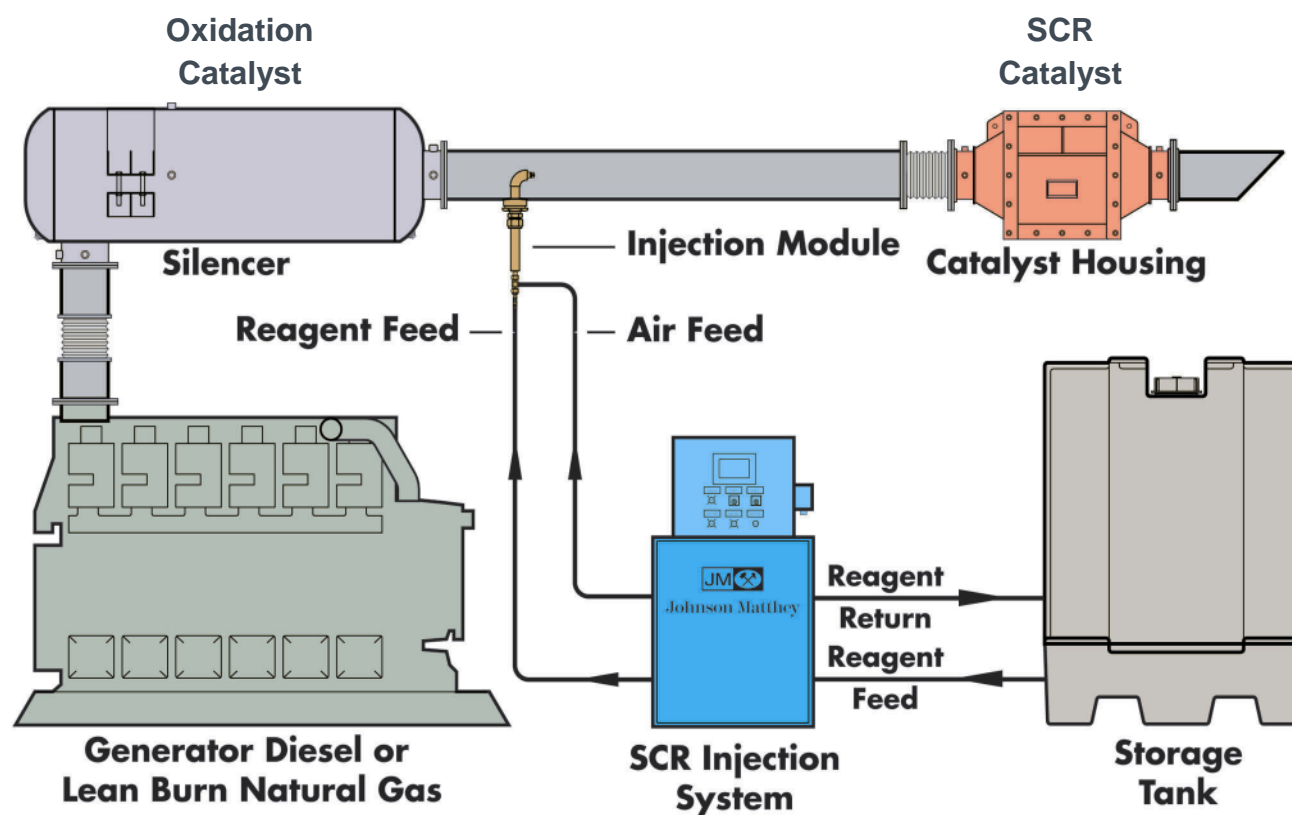 Oxidation
Catalyst
SCR
Catalyst
Silencer
Injection Module
Catalyst Housing
Reagent Feed
Air Feed
JM
Johnson Matthey
Reagent
Return
Reagent
Feed
Generator Diesel or
Lean Burn Natural Gas
SCR Injection
System
Storage
Tank